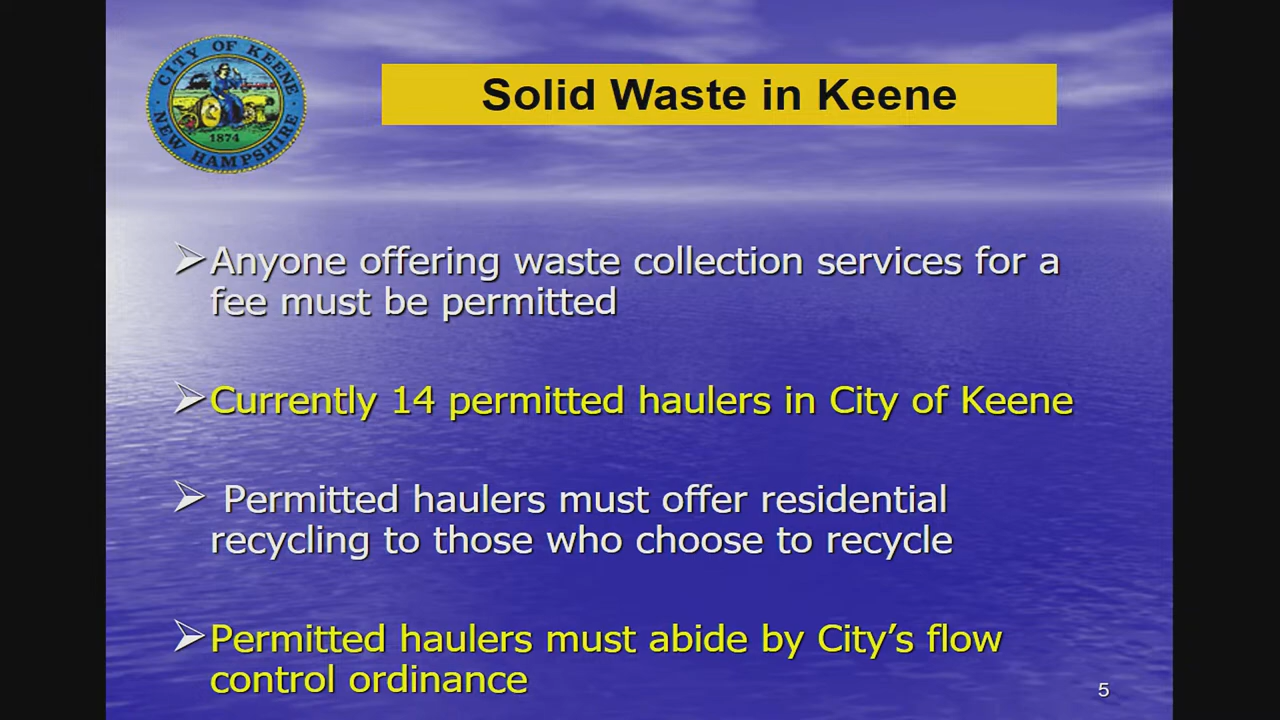 CITY OF KEENE
1874
NEW HAMPSHIRE
Solid Waste in Keene
Anyone offering waste collection services for a
fee must be permitted
Currently 14 permitted haulers in City of Keene
Permitted haulers must offer residential
recycling to those who choose to recycle
Permitted haulers must abide by City’s flow
control ordinance
5